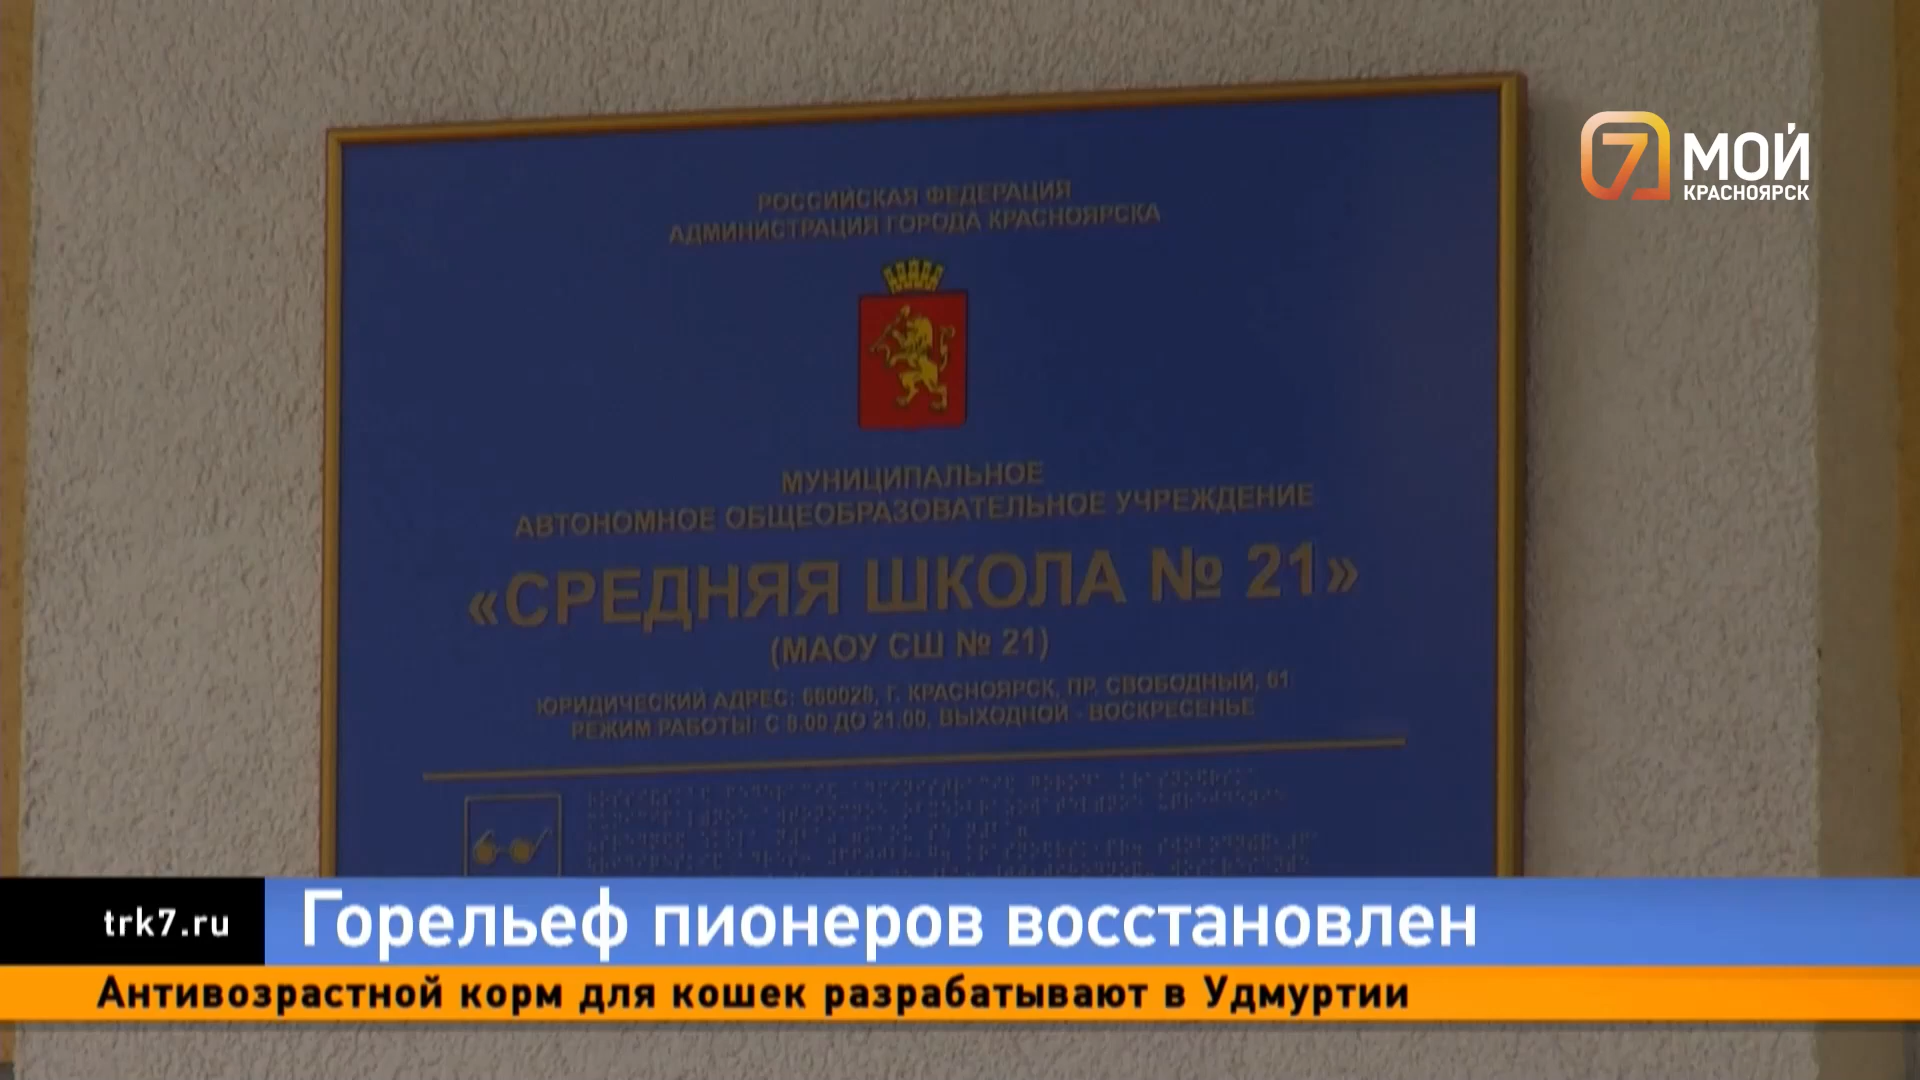 РОССИЙСКАЯ ФЕДЕРАЦИЯ
АДМИНИСТРАЦИЯ ГОРОДА КРАСНОЯРСКА
7 МОЙ
КРАСНОЯРСК
МУНИЦИПАЛЬНОЕ
АВТОНОМНОЕ ОБЩЕОБРАЗОВАТЕЛЬНОЕ УЧРЕЖДЕНИЕ
«СРЕДНЯЯ ШКОЛА № 21»
(МАОУ СШ № 21)
ЮРИДИЧЕСКИЙ АДРЕС: 660028, Г. КРАСНОЯРСК, ПР. СВОБОДНЫЙ, 61
РЕЖИМ РАБОТЫ: С 8.00 ДО 21.00, ВЫХОДНОЙ - ВОСКРЕСЕНЬЕ
trk7.ru
Горельеф пионеров восстановлен
Антивозрастной корм для кошек разрабатывают в Удмуртии